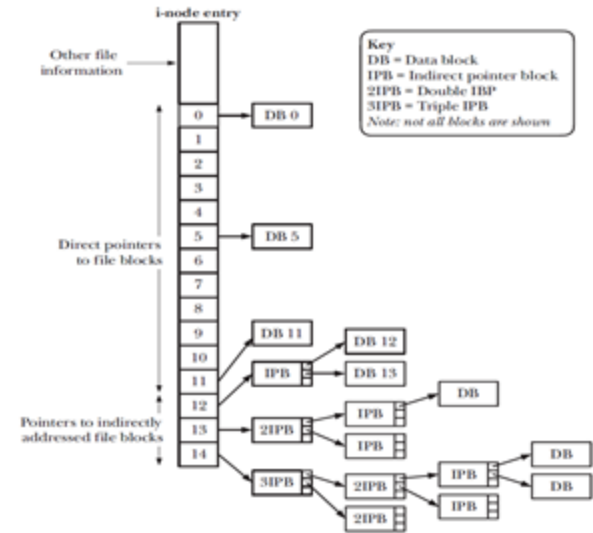 i-node entry
Other file
information
Key
DB = Data block
IPB = Indirect pointer block
2IPB = Double IBP
3IPB = Triple IPB
Note: not all blocks are shown
0
DB 0
1
2
3
4
5
DB 5
6
7
8
9
10
11
12
13
14
Direct pointers
to file blocks
Pointers to indirectly
addressed file blocks
DB 11
DB 12
IPB
DB 13
DB
IPB
2IPB
IPB
DB
IPB
3IPB
2IPB
DB
IPB
2IPB